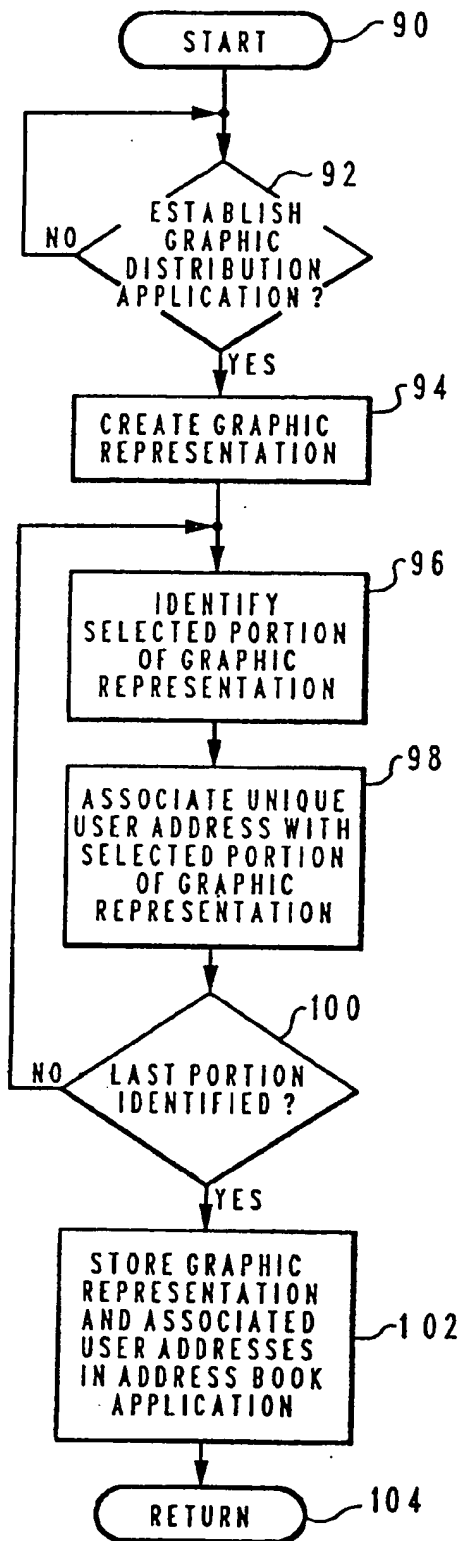 START
90
92
ESTABLISH
GRAPHIC
DISTRIBUTION
APPLICATION ?
NO
YES
94
CREATE GRAPHIC
REPRESENTATION
96
IDENTIFY
SELECTED PORTION
OF GRAPHIC
REPRESENTATION
98
ASSOCIATE UNIQUE
USER ADDRESS WITH
SELECTED PORTION
OF GRAPHIC
REPRESENTATION
100
NO
LAST PORTION
IDENTIFIED ?
YES
STORE GRAPHIC
REPRESENTATION
AND ASSOCIATED
USER ADDRESSES
IN ADDRESS BOOK
APPLICATION
102
RETURN
104